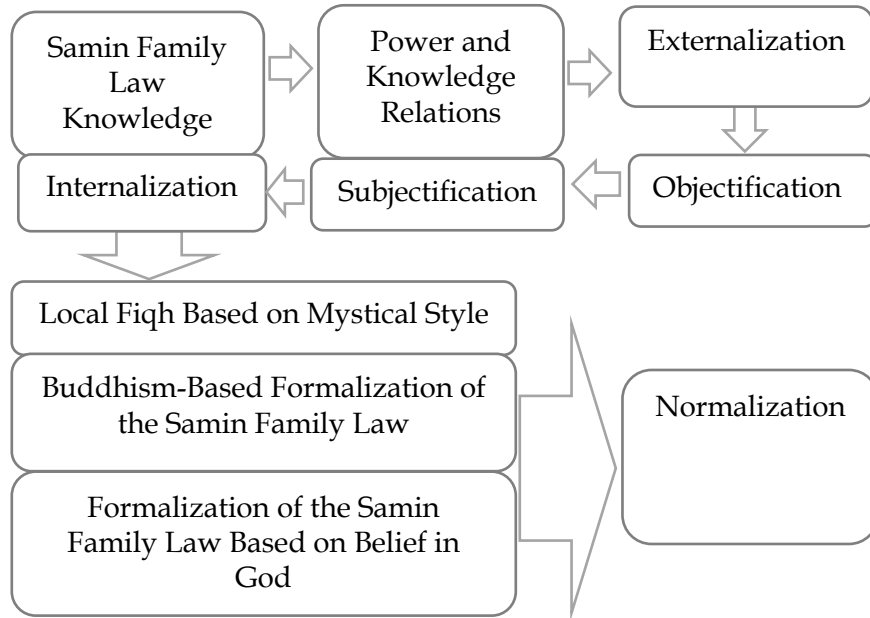 Samin Family
Law
Knowledge
Power and
Knowledge
Relations
Externalization
Internalization
Subjectification
Objectification
Local Fiqh Based on Mystical Style
Buddhism-Based Formalization of
the Samin Family Law
Formalization of the Samin
Family Law Based on Belief in
God
Normalization